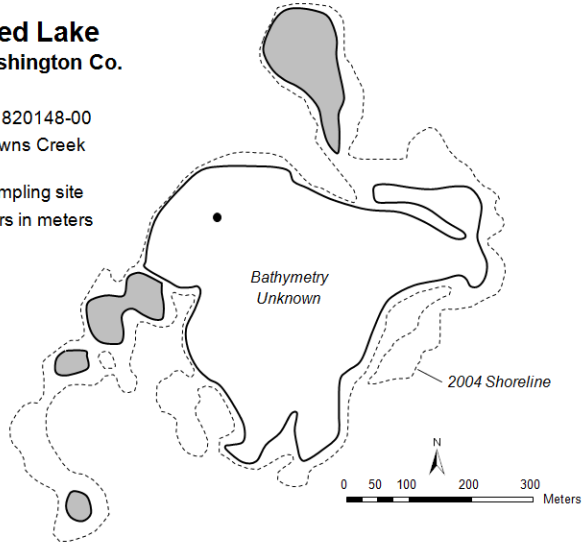 ed Lake
shington Co.
820148-00
wns Creek
mpling site
rs in meters
Bathymetry
Unknown
2004 Shoreline
N
0 50 100 200 300
Meters